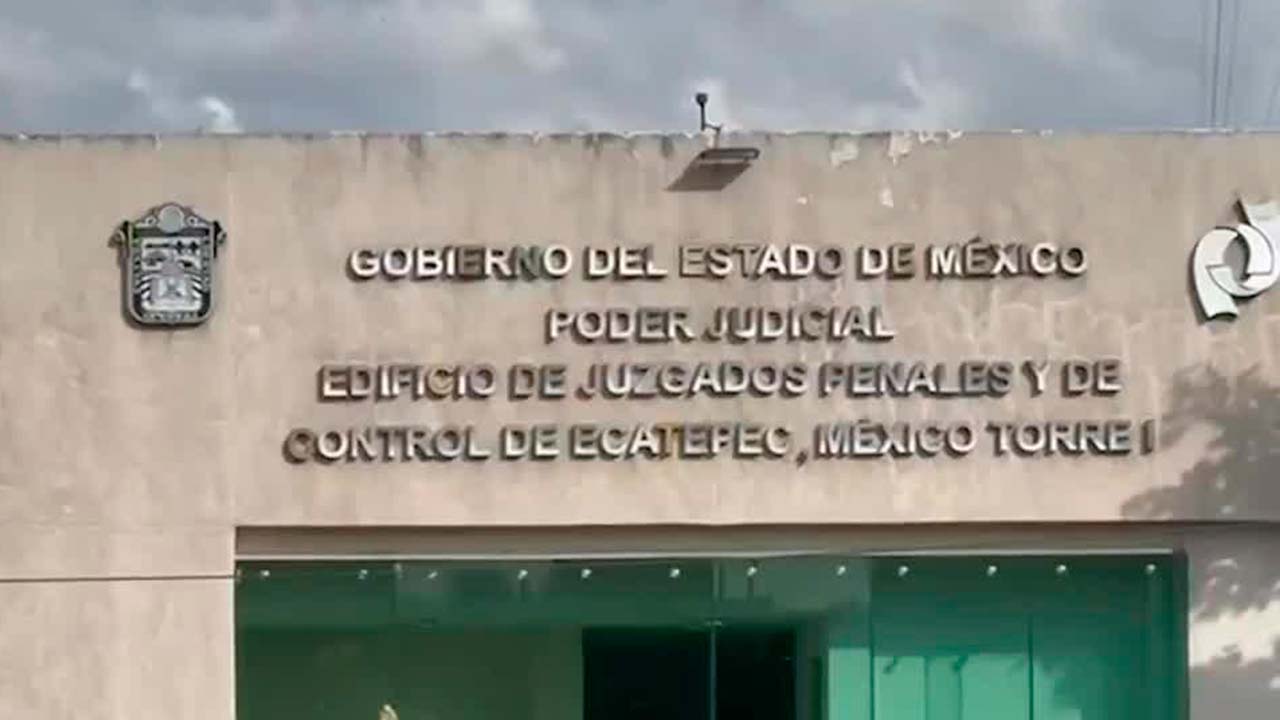 GOBIERNO DEL ESTADO DE MÉXICO
PODER JUDICIAL
EDIFICIO DE JUZGADOS PENALES Y DE
CONTROL DE ECATEPEC, MÉXICO TORRE I